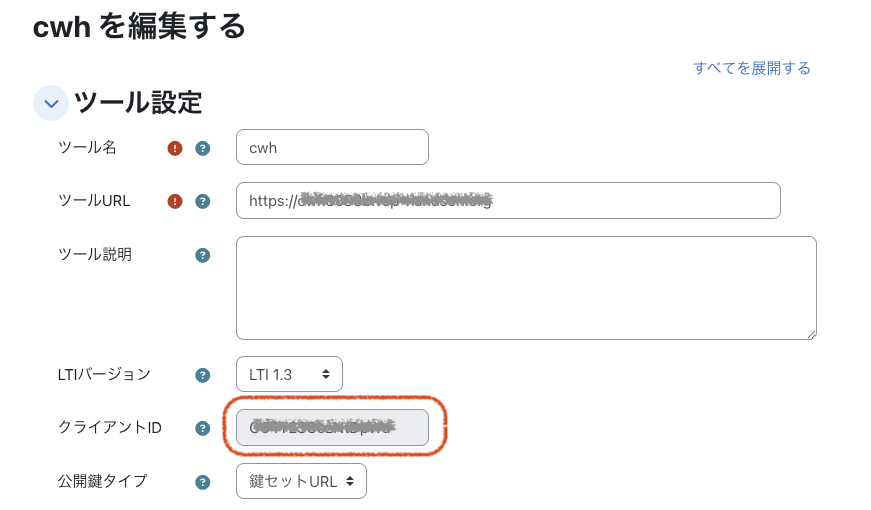 cwh を編集する
すべてを展開する
ツール設定
ツール名
cwh
ツールURL
https://
ツール説明
LTIバージョン
LTI 1.3
クライアントID
公開鍵タイプ
鍵セットURL